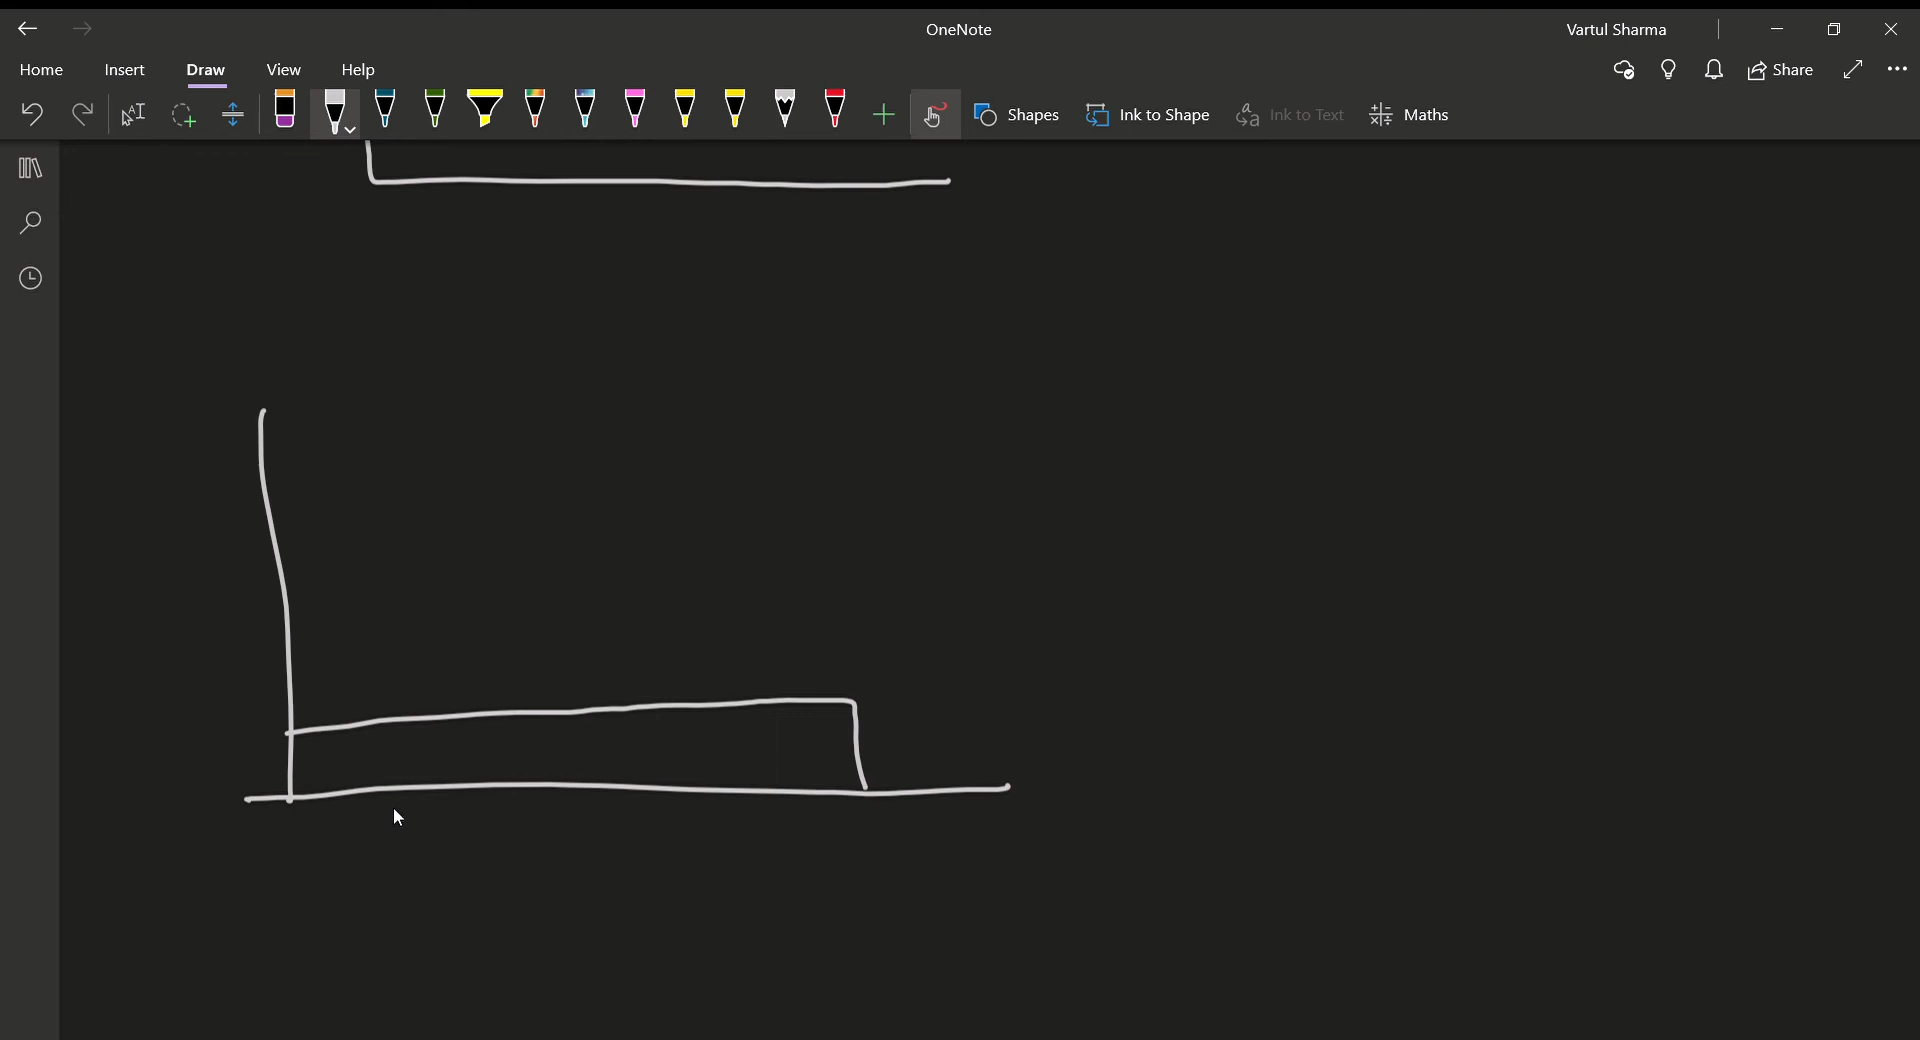 OneNote
Vartul Sharma
Home Insert Draw View Help
Share
Shapes Ink to Shape Ink to Text Maths